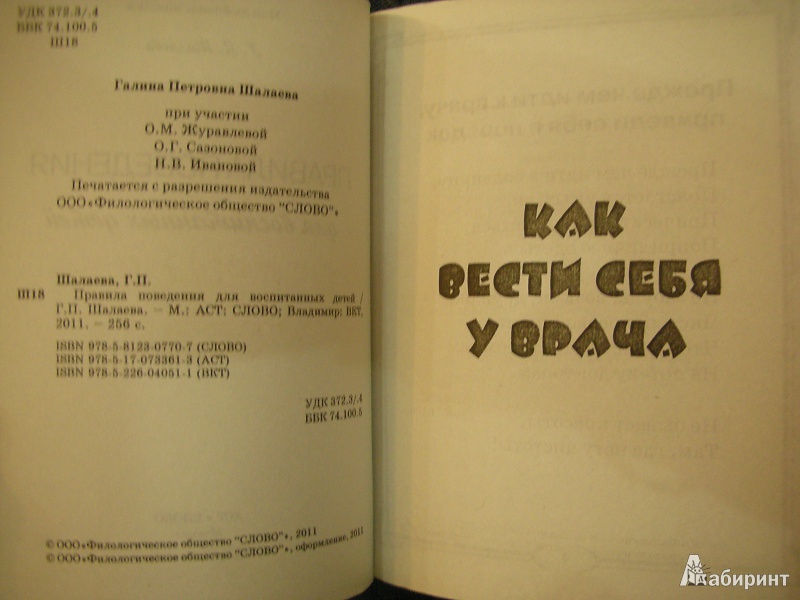 УДК 372.3/.4
ББК 74.100.5
Ш18
Галина Петровна Шалаева
при участии
О.М. Журавлевой
О.Г. Сазоновой
Н.В. Ивановой
Печатается с разрешения издательства
ООО «Филологическое общество "СЛОВО"».
Шалаева, Г.П.
Ш18 Правила поведения для воспитанных детей /
Г.П. Шалаева. – М.: АСТ: СЛОВО; Владимир: ВКТ,
2011. – 256 с.
ISBN 978-5-8123-0770-7 (СЛОВО)
ISBN 978-5-17-073361-3 (АСТ)
ISBN 978-5-226-04051-1 (ВКТ)
УДК 372.3/.4
ББК 74.100.5
© ООО «Филологическое общество "СЛОВО"», 2011
© ООО «Филологическое общество "СЛОВО"», оформление, 2011
КАК
ВЕСТИ СЕБЯ
У ВРАЧА
Лабиринт